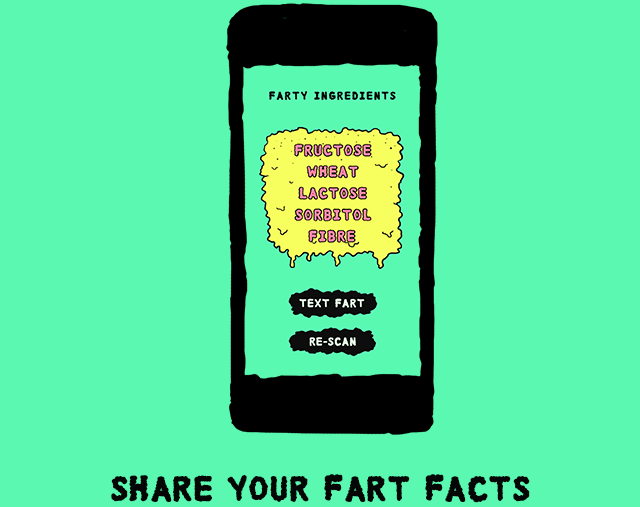 FARTY INGREDIENTS
FRUCTOSE
WHEAT
LACTOSE
SORBITOL
FIBRE
TEXT FART
RE-SCAN
SHARE YOUR FART FACTS